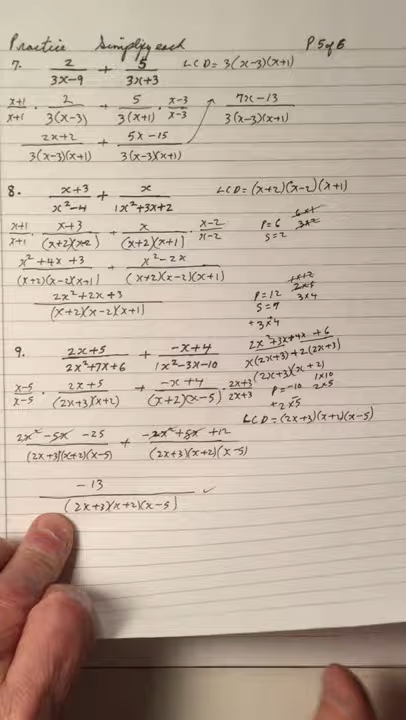 Practice Simplify each P.5 of 6
7. 2/(3x-9) + 5/(3x+3) LCD = 3(x-3)(x+1)
(x+1)/(x+1) · 2/(3(x-3)) + 5/(3(x+1)) · (x-3)/(x-3) (7x-13)/(3(x-3)(x+1))
(2x+2)/(3(x-3)(x+1)) + (5x-15)/(3(x-3)(x+1))
8. (x+3)/(x²-4) + x/(1x²+3x+2) LCD = (x+2)(x-2)(x+1)
(x+1)/(x+1) · (x+3)/((x+2)(x-2)) + x/((x+2)(x+1)) · (x-2)/(x-2) P=6 6x1
S=2 3x2
(x²+4x+3)/((x+2)(x-2)(x+1)) + (x²-2x)/((x+2)(x-2)(x+1))
(2x²+2x+3)/((x+2)(x-2)(x+1)) P=12
S=7 3x4
+3x4
9. (2x+5)/(2x²+7x+6) + (-x+4)/(1x²-3x-10) 2x²+3x+4x+6
x(2x+3)+2(2x+3)
(2x+3)(x+2)
(x-5)/(x-5) · (2x+5)/((2x+3)(x+2)) + (-x+4)/((x+2)(x-5)) · (2x+3)/(2x+3) P=-10 1x10
2x5
LCD=(2x+3)(x+2)(x-5)
(2x²-5x-25)/((2x+3)(x+2)(x-5)) + (-2x²+5x+12)/((2x+3)(x+2)(x-5))
-13/((2x+3)(x+2)(x-5)) ✓